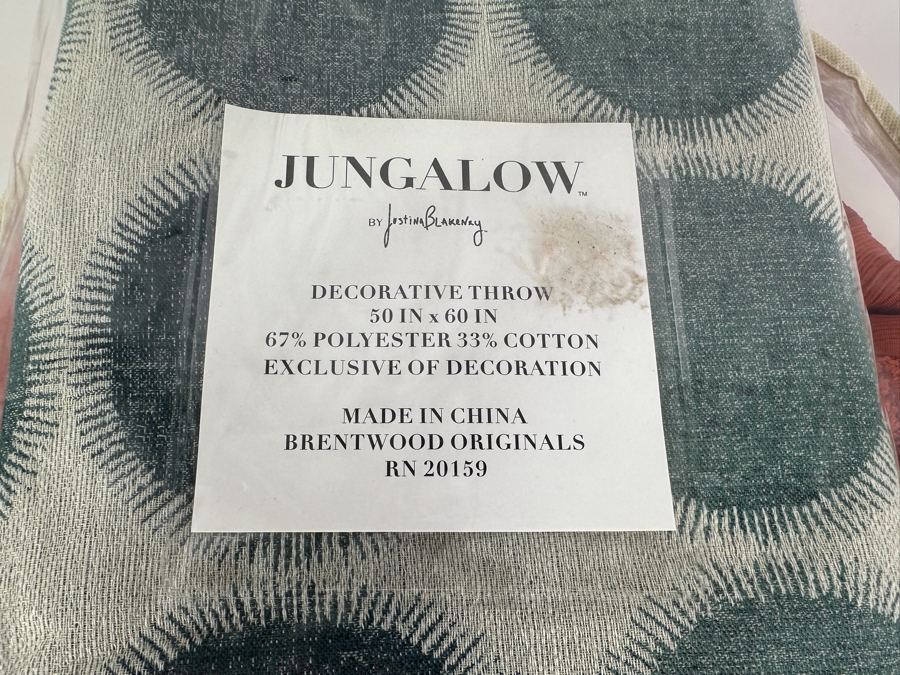 JUNGALOW™
BY Justina Blakeney
DECORATIVE THROW
50 IN x 60 IN
67% POLYESTER 33% COTTON
EXCLUSIVE OF DECORATION
MADE IN CHINA
BRENTWOOD ORIGINALS
RN 20159